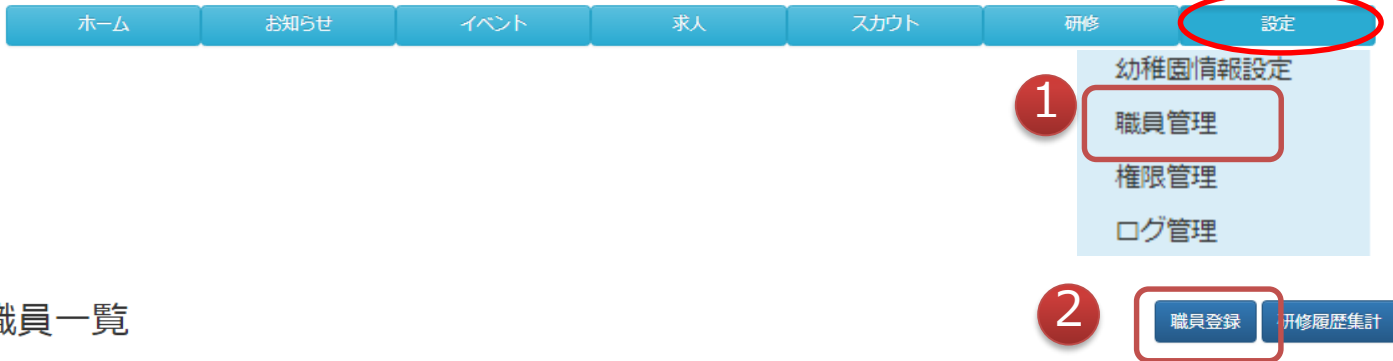 ホーム お知らせ イベント 求人 スカウト 研修 設定
幼稚園情報設定
1
職員管理
権限管理
ログ管理
職員一覧
2
職員登録 研修履歴集計